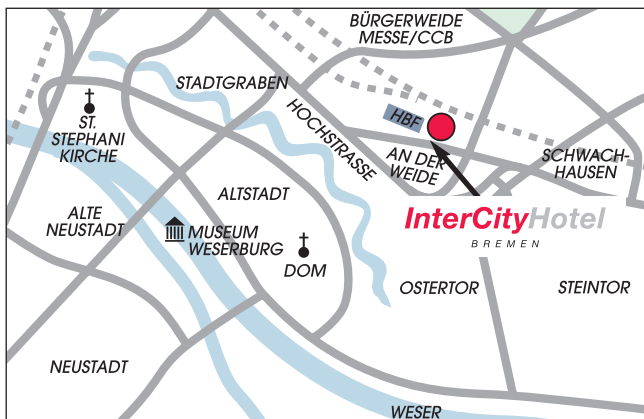 BÜRGERWEIDE
MESSE/CCB
STADTGRABEN
HOCHSTRASSE
HBF
ST.
STEPHANI
KIRCHE
AN DER
WEIDE
SCHWACH-
HAUSEN
ALTSTADT
InterCityHotel
BREMEN
ALTE
NEUSTADT
MUSEUM
WESERBURG
DOM
OSTERTOR
STEINTOR
NEUSTADT
WESER